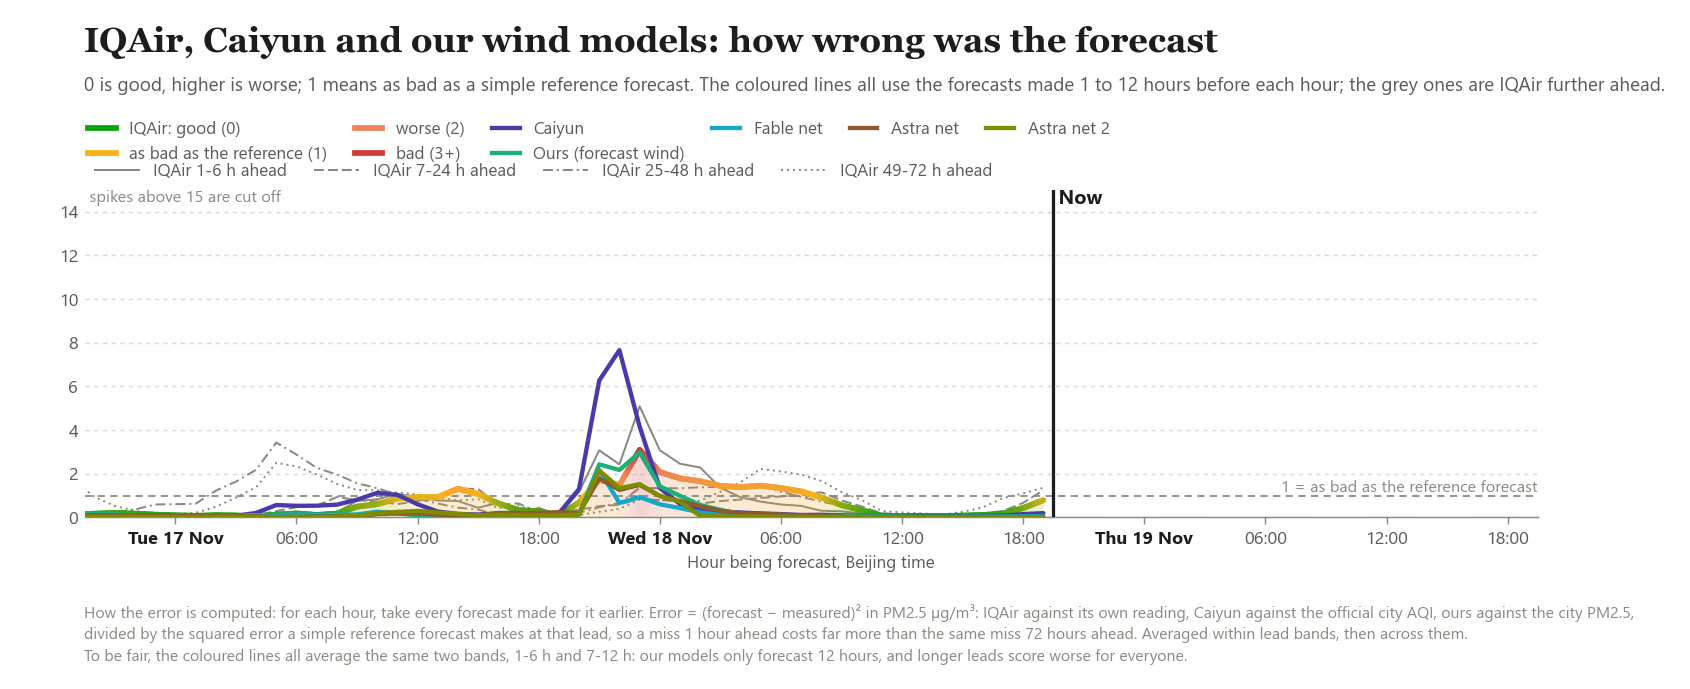 IQAir, Caiyun and our wind models: how wrong was the forecast
0 is good, higher is worse; 1 means as bad as a simple reference forecast. The coloured lines all use the forecasts made 1 to 12 hours before each hour; the grey ones are IQAir further ahead.
IQAir: good (0) worse (2) Caiyun Fable net Astra net Astra net 2
as bad as the reference (1) bad (3+) Ours (forecast wind)
IQAir 1-6 h ahead IQAir 7-24 h ahead IQAir 25-48 h ahead IQAir 49-72 h ahead
spikes above 15 are cut off
Now
14
12
10
8
6
4
2
1 = as bad as the reference forecast
0
Tue 17 Nov 06:00 12:00 18:00 Wed 18 Nov 06:00 12:00 18:00 Thu 19 Nov 06:00 12:00 18:00
Hour being forecast, Beijing time
How the error is computed: for each hour, take every forecast made for it earlier. Error = (forecast − measured)² in PM2.5 µg/m³: IQAir against its own reading, Caiyun against the official city AQI, ours against the city PM2.5,
divided by the squared error a simple reference forecast makes at that lead, so a miss 1 hour ahead costs far more than the same miss 72 hours ahead. Averaged within lead bands, then across them.
To be fair, the coloured lines all average the same two bands, 1-6 h and 7-12 h: our models only forecast 12 hours, and longer leads score worse for everyone.